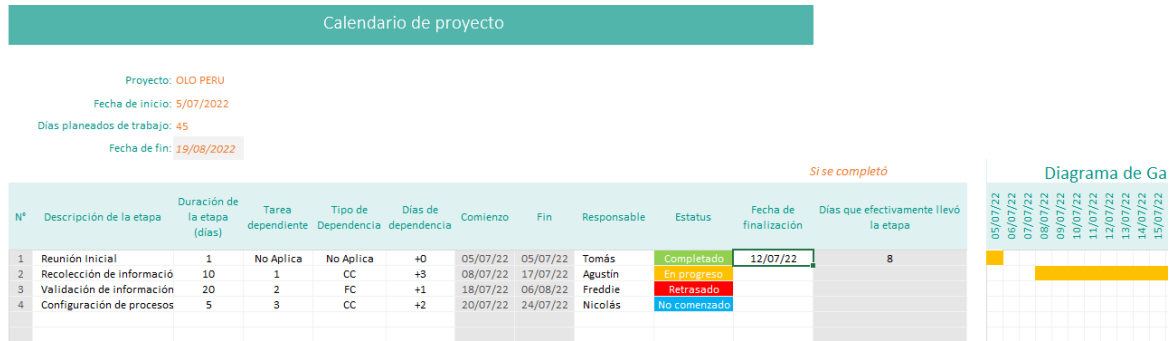 Calendario de proyecto
Proyecto: OLO PERU
Fecha de inicio: 5/07/2022
Días planeados de trabajo: 45
Fecha de fin: 19/08/2022
Si se completó
Diagrama de Ga
N° Descripción de la etapa Duración de la etapa (días) Tarea dependiente Tipo de Dependencia Días de dependencia Comienzo Fin Responsable Estatus Fecha de finalización Días que efectivamente llevó la etapa 05/07/22 06/07/22 07/07/22 08/07/22 09/07/22 10/07/22 11/07/22 12/07/22 13/07/22 14/07/22 15/07/22
1 Reunión Inicial 1 No Aplica No Aplica +0 05/07/22 05/07/22 Tomás Completado 12/07/22 8
2 Recolección de informació 10 1 CC +3 08/07/22 17/07/22 Agustín En progreso
3 Validación de información 20 2 FC +1 18/07/22 06/08/22 Freddie Retrasado
4 Configuración de procesos 5 3 CC +2 20/07/22 24/07/22 Nicolás No comenzado